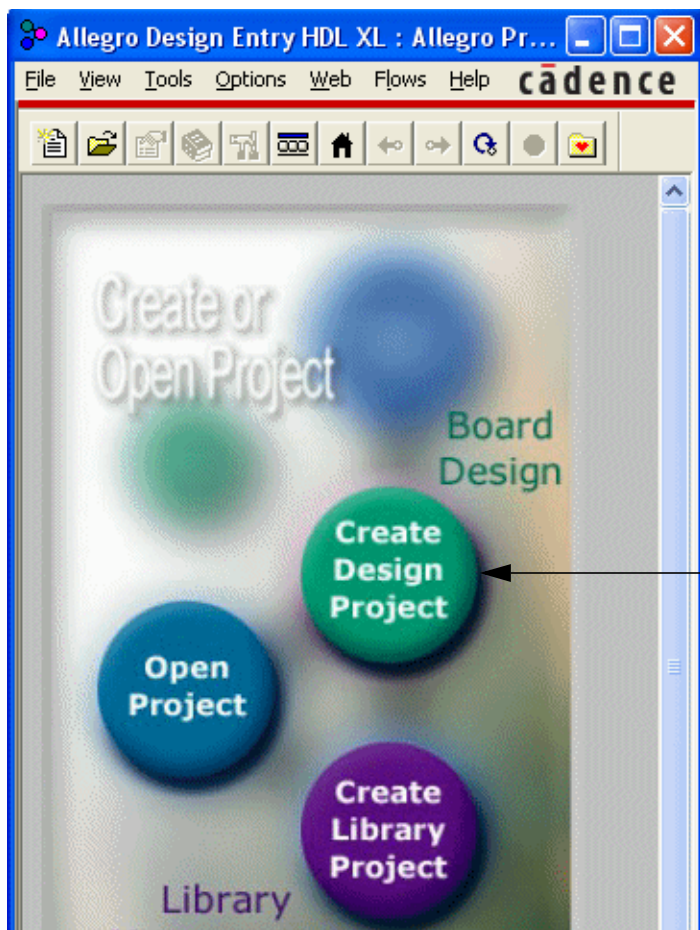 Allegro Design Entry HDL XL : Allegro Pr...
File View Tools Options Web Flows Help cādence
Create or
Open Project
Board
Design
Create
Design
Project
Open
Project
Create
Library
Project
Library